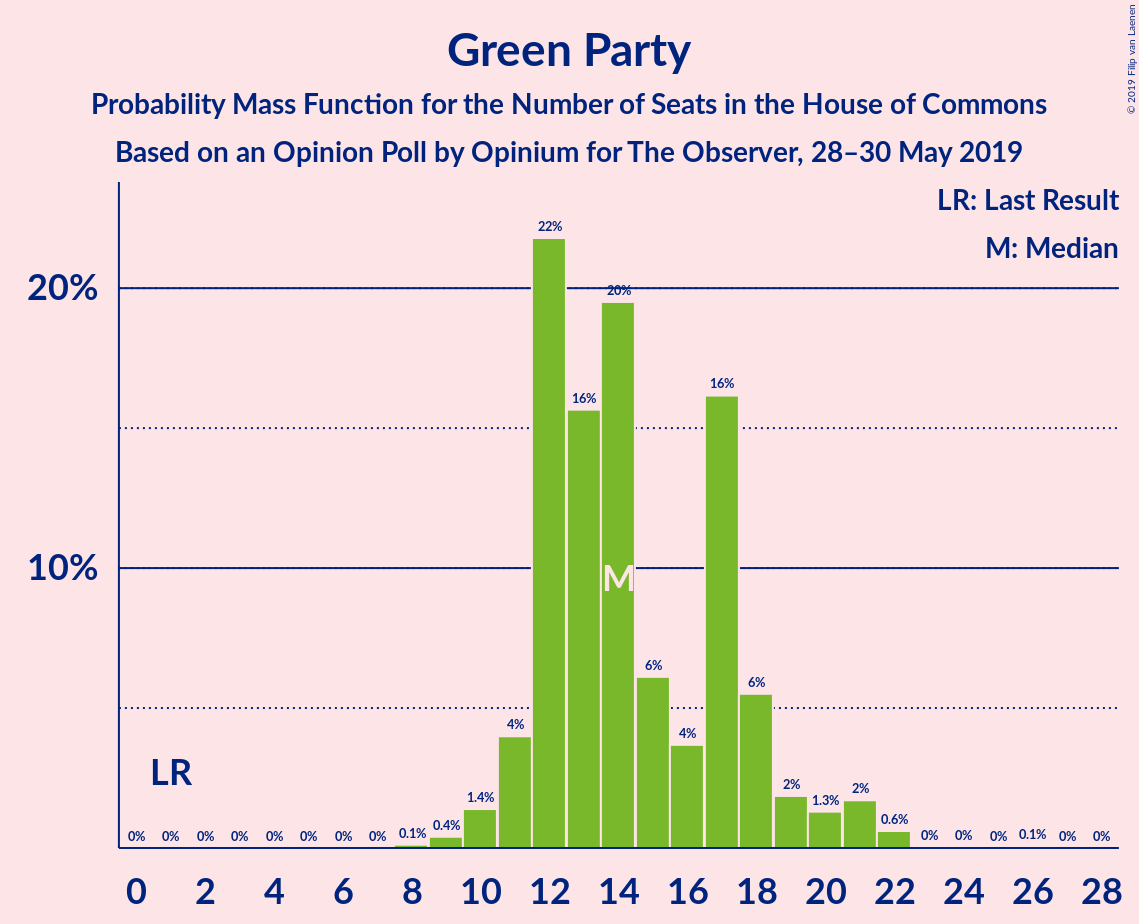 Green Party
Probability Mass Function for the Number of Seats in the House of Commons
Based on an Opinion Poll by Opinium for The Observer, 28–30 May 2019
© 2019 Filip van Laenen
LR: Last Result
M: Median
20%
10%
22%
20%
16%
16%
M
6%
6%
4%
4%
LR
0% 0% 0% 0% 0% 0% 0% 0% 0.1% 0.4% 1.4% 2% 1.3% 2% 0.6% 0% 0% 0% 0.1% 0% 0%
0 2 4 6 8 10 12 14 16 18 20 22 24 26 28